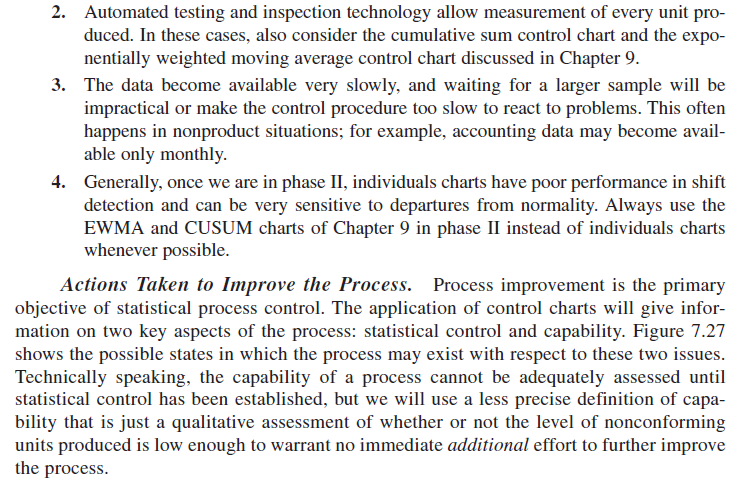 2. Automated testing and inspection technology allow measurement of every unit pro-
duced. In these cases, also consider the cumulative sum control chart and the expo-
nentially weighted moving average control chart discussed in Chapter 9.
3. The data become available very slowly, and waiting for a larger sample will be
impractical or make the control procedure too slow to react to problems. This often
happens in nonproduct situations; for example, accounting data may become avail-
able only monthly.
4. Generally, once we are in phase II, individuals charts have poor performance in shift
detection and can be very sensitive to departures from normality. Always use the
EWMA and CUSUM charts of Chapter 9 in phase II instead of individuals charts
whenever possible.
Actions Taken to Improve the Process. Process improvement is the primary
objective of statistical process control. The application of control charts will give infor-
mation on two key aspects of the process: statistical control and capability. Figure 7.27
shows the possible states in which the process may exist with respect to these two issues.
Technically speaking, the capability of a process cannot be adequately assessed until
statistical control has been established, but we will use a less precise definition of capa-
bility that is just a qualitative assessment of whether or not the level of nonconforming
units produced is low enough to warrant no immediate additional effort to further improve
the process.